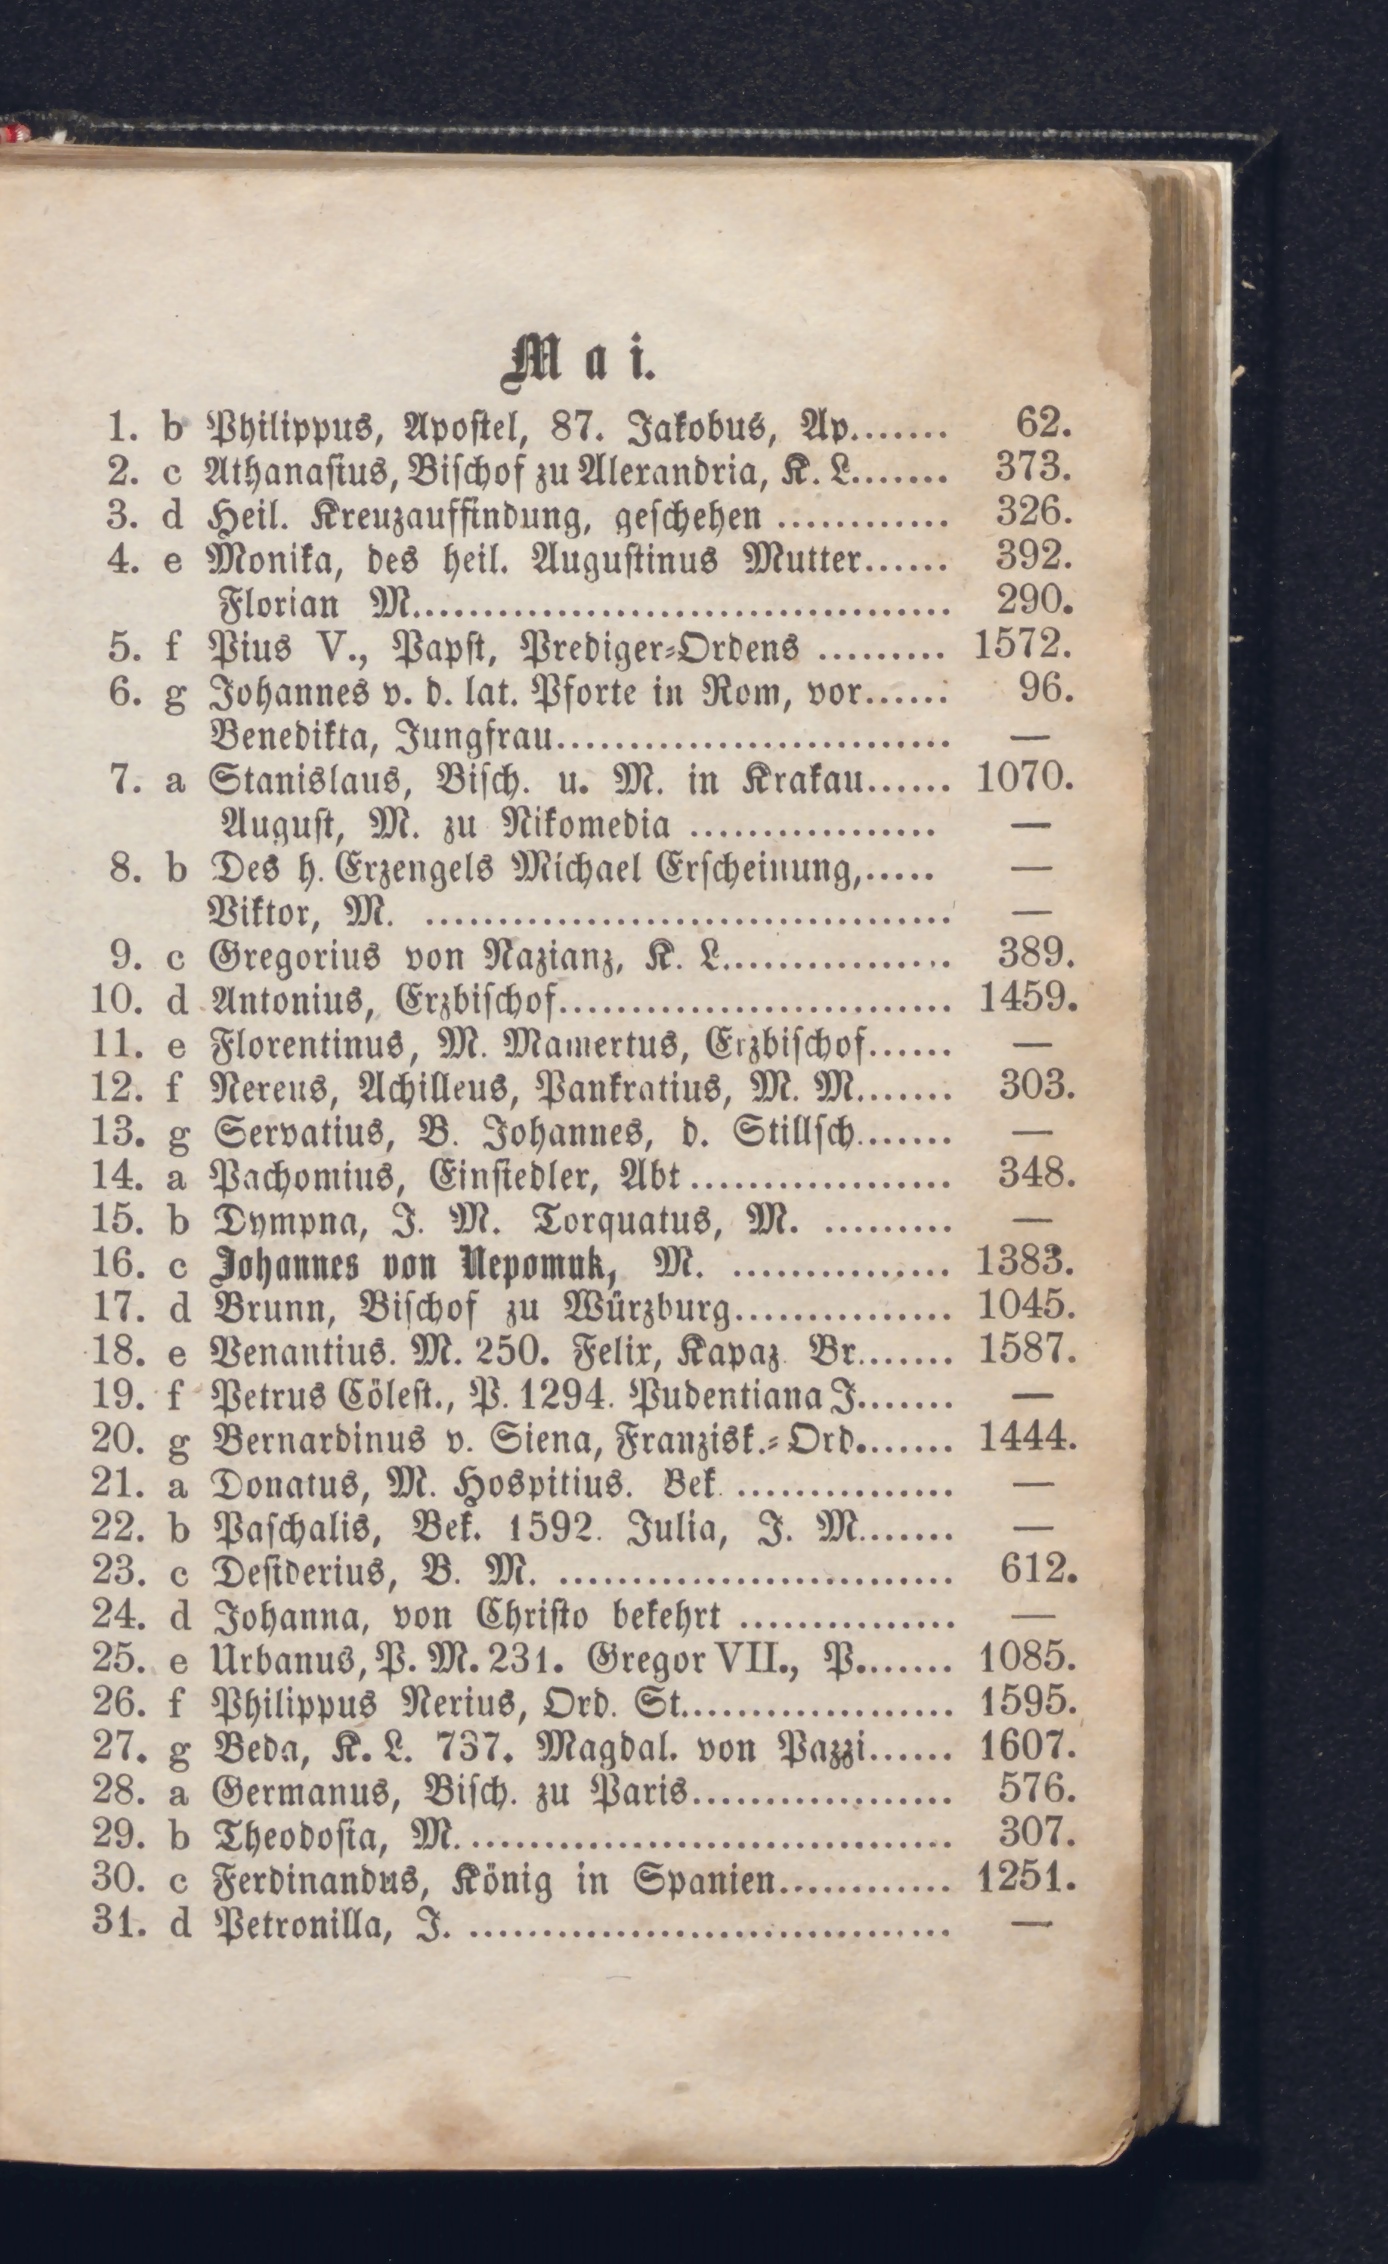 Mai.
1. b Philippus, Apoſtel, 87. Jakobus, Ap....... 62.
2. c Athanaſius, Biſchof zu Alexandria, K. L....... 373.
3. d Heil. Kreuzauffindung, geſchehen ............ 326.
4. e Monika, des heil. Auguſtinus Mutter...... 392.
Florian M..................................... 290.
5. f Pius V., Papſt, Prediger-Ordens ......... 1572.
6. g Johannes v. d. lat. Pforte in Rom, vor...... 96.
Benedikta, Jungfrau........................... —
7. a Stanislaus, Biſch. u. M. in Krakau...... 1070.
Auguſt, M. zu Nikomedia ................. —
8. b Des h. Erzengels Michael Erſcheinung,..... —
Viktor, M. .................................... —
9. c Gregorius von Nazianz, K. L................ 389.
10. d Antonius, Erzbiſchof........................... 1459.
11. e Florentinus, M. Mamertus, Erzbiſchof...... —
12. f Nereus, Achilleus, Pankratius, M. M....... 303.
13. g Servatius, B. Johannes, d. Stillſch....... —
14. a Pachomius, Einſiedler, Abt .................. 348.
15. b Dympna, J. M. Torquatus, M. ......... —
16. c Johannes von Nepomuk, M. ............... 1383.
17. d Brunn, Biſchof zu Würzburg............... 1045.
18. e Venantius. M. 250. Felix, Kapaz. Br....... 1587.
19. f Petrus Cöleſt., P. 1294. Pudentiana J....... —
20. g Bernardinus v. Siena, Franzisk.-Ord....... 1444.
21. a Donatus, M. Hospitius. Bek. ............... —
22. b Paſchalis, Bek. 1592. Julia, J. M....... —
23. c Deſiderius, B. M. ........................... 612.
24. d Johanna, von Chriſto bekehrt ............... —
25. e Urbanus, P. M. 231. Gregor VII., P....... 1085.
26. f Philippus Nerius, Ord. St................... 1595.
27. g Beda, K. L. 737. Magdal. von Pazzi...... 1607.
28. a Germanus, Biſch. zu Paris.................. 576.
29. b Theodoſia, M. ................................. 307.
30. c Ferdinandus, König in Spanien............ 1251.
31. d Petronilla, J. ................................. —